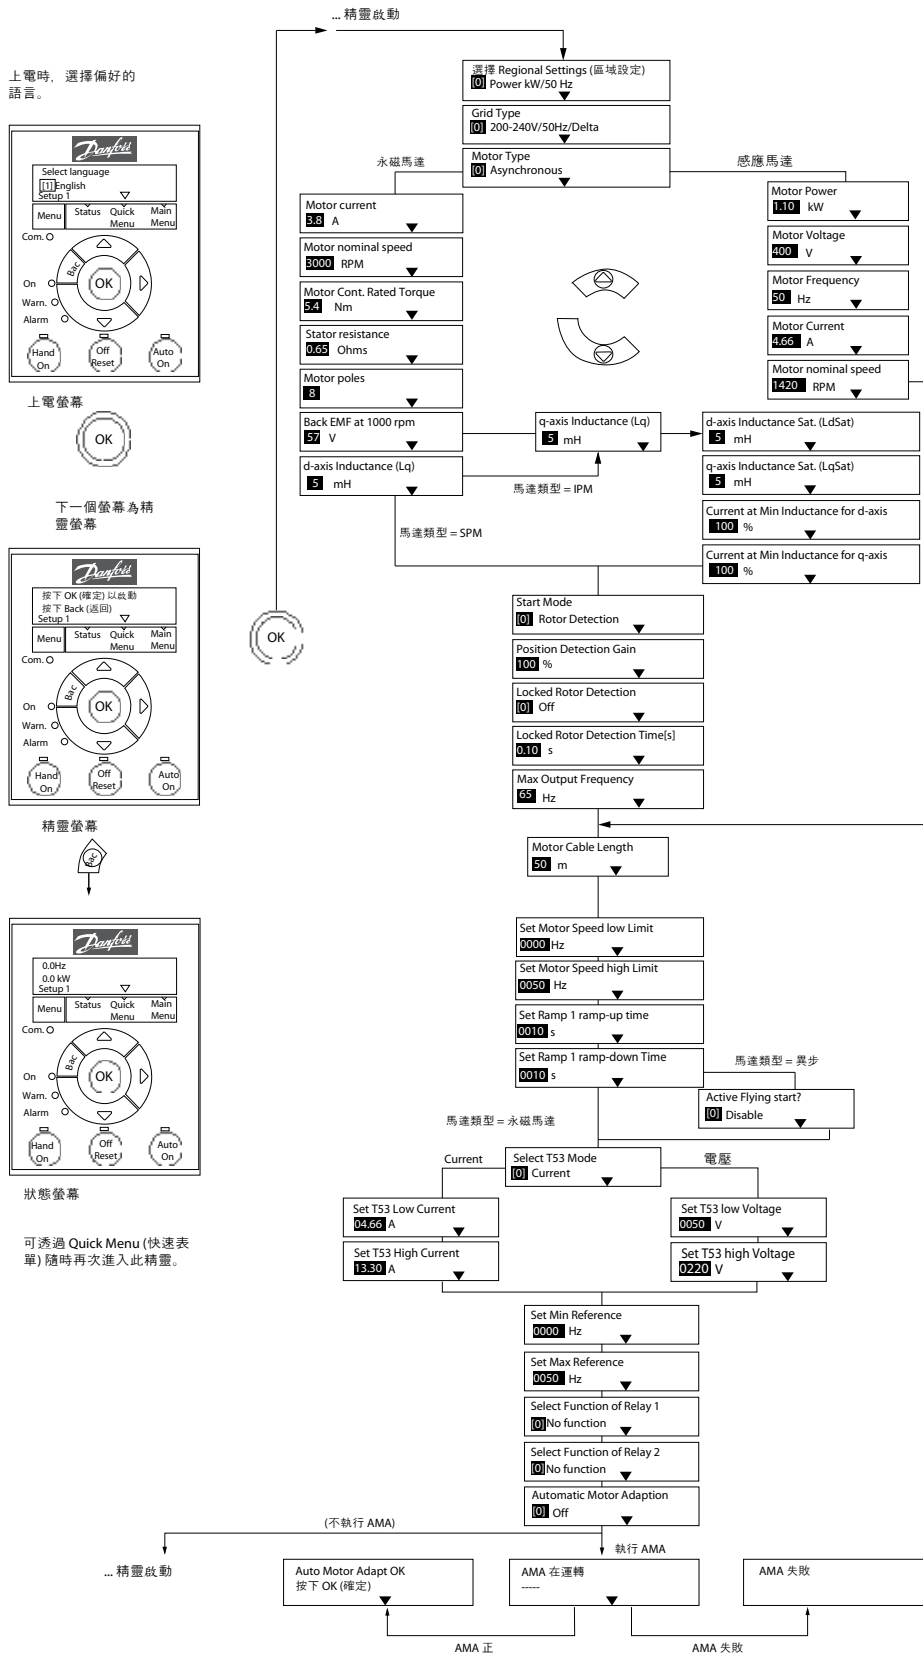 ... 精靈啟動
上電時，選擇偏好的
語言。
Danfoss
Select language
[1] English
Setup 1
Menu
Status
Quick
Menu
Main
Menu
Com.
Bac
OK
On
Warn.
Alarm
Hand
On
Off
Reset
Auto
On
上電螢幕
OK
下一個螢幕為精
靈螢幕
Danfoss
按下 OK (確定) 以啟動
按下 Back (返回)
Setup 1
Menu
Status
Quick
Menu
Main
Menu
Com.
Bac
OK
On
Warn.
Alarm
Hand
On
Off
Reset
Auto
On
精靈螢幕
Bac
Danfoss
0.0Hz
0.0 kW
Setup 1
Menu
Status
Quick
Menu
Main
Menu
Com.
Bac
OK
On
Warn.
Alarm
Hand
On
Off
Reset
Auto
On
狀態螢幕
可透過 Quick Menu (快速表
單) 隨時再次進入此精靈。
OK
選擇 Regional Settings (區域設定)
[0] Power kW/50 Hz
Grid Type
[0] 200-240V/50Hz/Delta
Motor Type
[0] Asynchronous
永磁馬達
感應馬達
Motor current
3.8 A
Motor nominal speed
3000 RPM
Motor Cont. Rated Torque
5.4 Nm
Stator resistance
0.65 Ohms
Motor poles
8
Back EMF at 1000 rpm
57 V
d-axis Inductance (Lq)
5 mH
Motor Power
1.10 kW
Motor Voltage
400 V
Motor Frequency
50 Hz
Motor Current
4.66 A
Motor nominal speed
1420 RPM
q-axis Inductance (Lq)
5 mH
馬達類型 = IPM
馬達類型 = SPM
d-axis Inductance Sat. (LdSat)
5 mH
q-axis Inductance Sat. (LqSat)
5 mH
Current at Min Inductance for d-axis
100 %
Current at Min Inductance for q-axis
100 %
Start Mode
[0] Rotor Detection
Position Detection Gain
100 %
Locked Rotor Detection
[0] Off
Locked Rotor Detection Time[s]
0.10 s
Max Output Frequency
65 Hz
Motor Cable Length
50 m
Set Motor Speed low Limit
0000 Hz
Set Motor Speed high Limit
0050 Hz
Set Ramp 1 ramp-up time
0010 s
Set Ramp 1 ramp-down Time
0010 s
馬達類型 = 異步
Active Flying start?
[0] Disable
馬達類型 = 永磁馬達
Current
Select T53 Mode
[0] Current
電壓
Set T53 Low Current
04.66 A
Set T53 High Current
13.30 A
Set T53 low Voltage
0050 V
Set T53 high Voltage
0220 V
Set Min Reference
0000 Hz
Set Max Reference
0050 Hz
Select Function of Relay 1
[0] No function
Select Function of Relay 2
[0] No function
Automatic Motor Adaption
[0] Off
(不執行 AMA)
執行 AMA
... 精靈啟動
Auto Motor Adapt OK
按下 OK (確定)
AMA 在運轉
-----
AMA 失敗
AMA 正
AMA 失敗